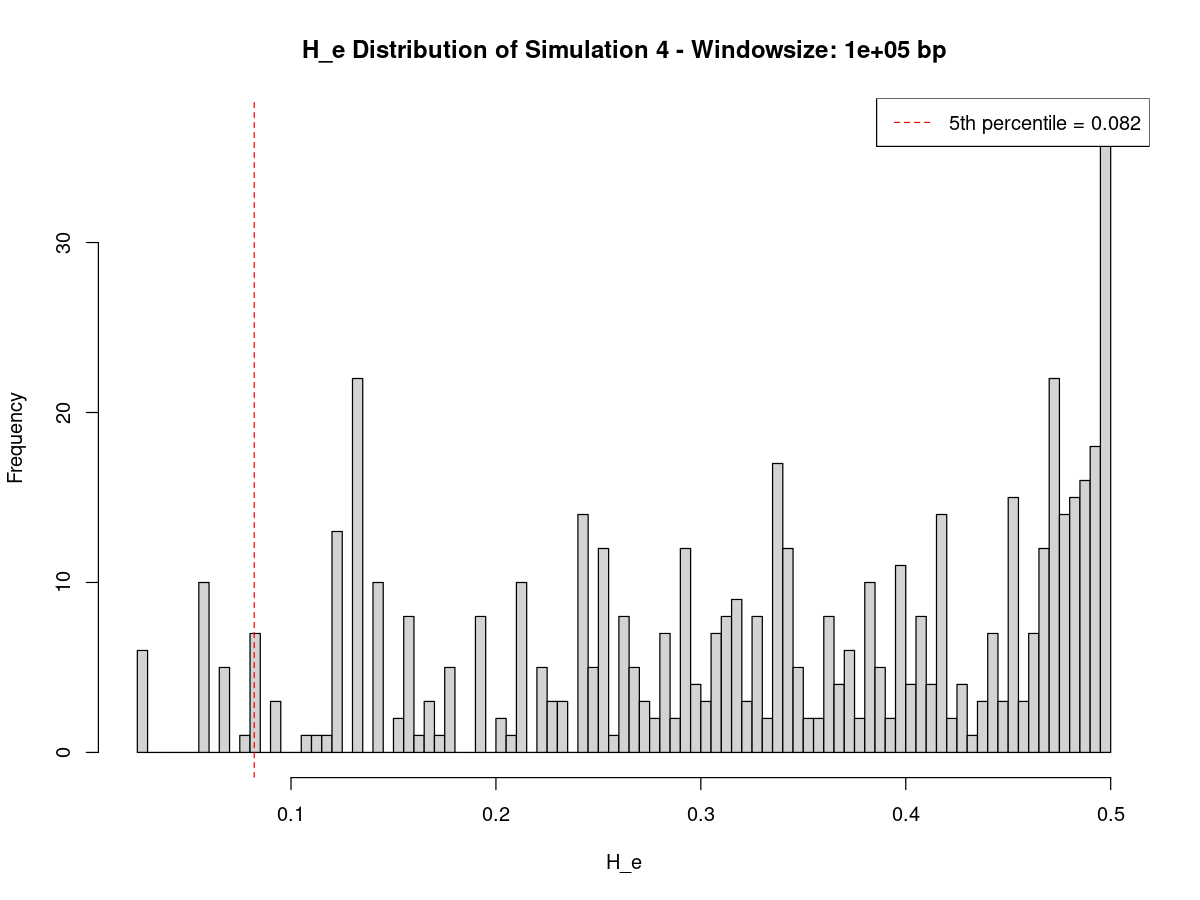 H_e Distribution of Simulation 4 - Windowsize: 1e+05 bp
5th percentile = 0.082
30
20
10
0
Frequency
0.1 0.2 0.3 0.4 0.5
H_e